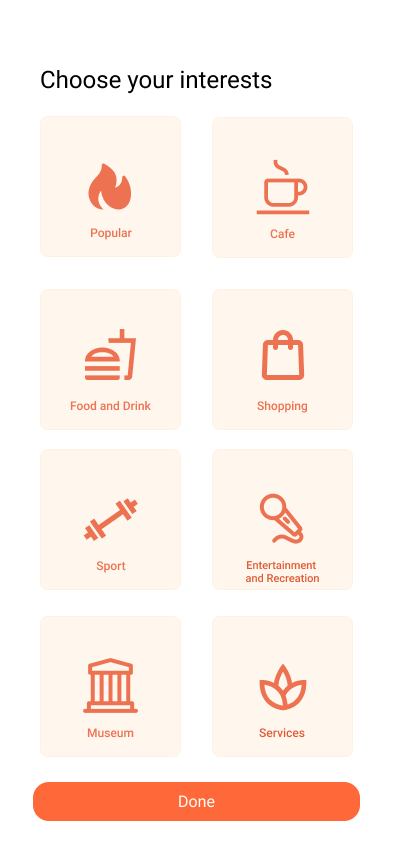 Choose your interests
Popular
Cafe
Food and Drink
Shopping
Sport
Entertainment
and Recreation
Museum
Services
Done